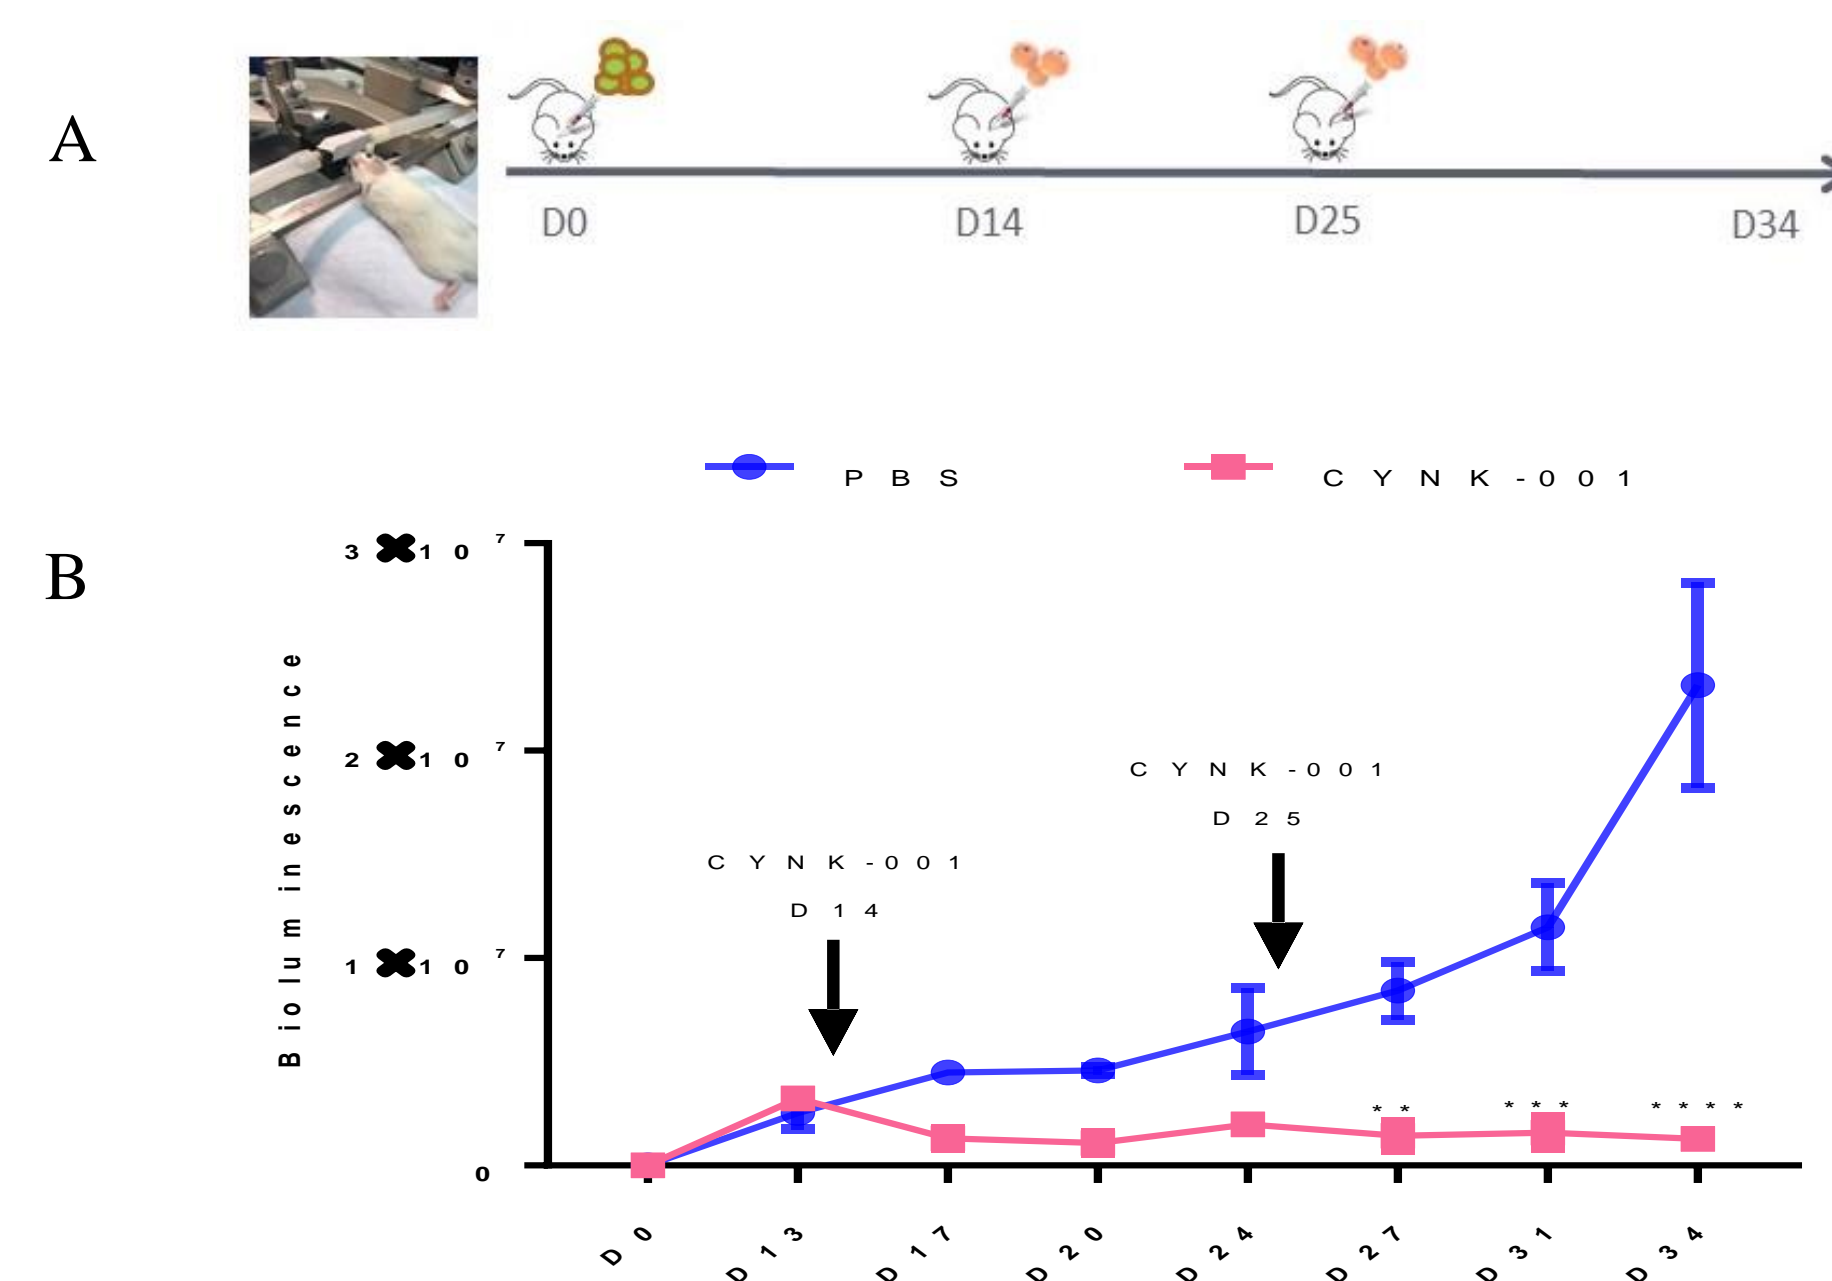 A
D0 D14 D25 D34
PBS CYNK-001
B
Bioluminescence
3×10⁷
2×10⁷
1×10⁷
0
CYNK-001
D14
CYNK-001
D25
** *** ****
D0 D13 D17 D20 D24 D27 D31 D34